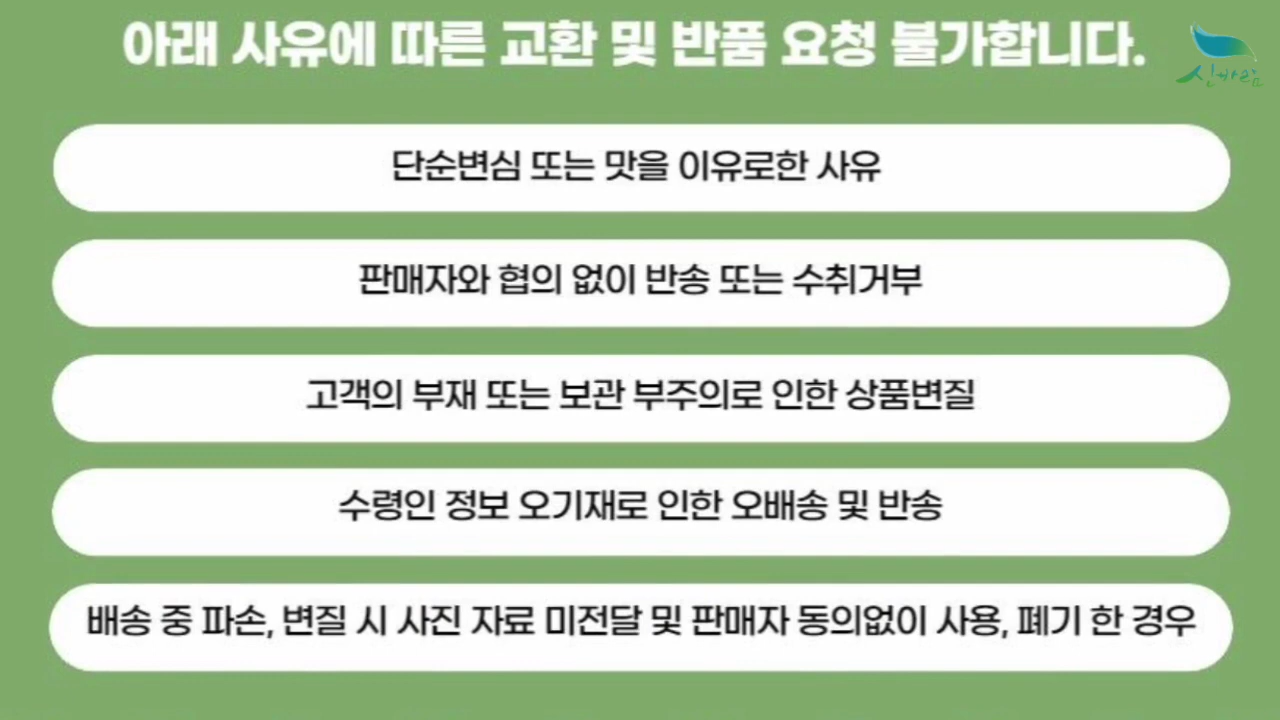 아래 사유에 따른 교환 및 반품 요청 불가합니다.
신바람
단순변심 또는 맛을 이유로한 사유
판매자와 협의 없이 반송 또는 수취거부
고객의 부재 또는 보관 부주의로 인한 상품변질
수령인 정보 오기재로 인한 오배송 및 반송
배송 중 파손, 변질 시 사진 자료 미전달 및 판매자 동의없이 사용, 폐기 한 경우